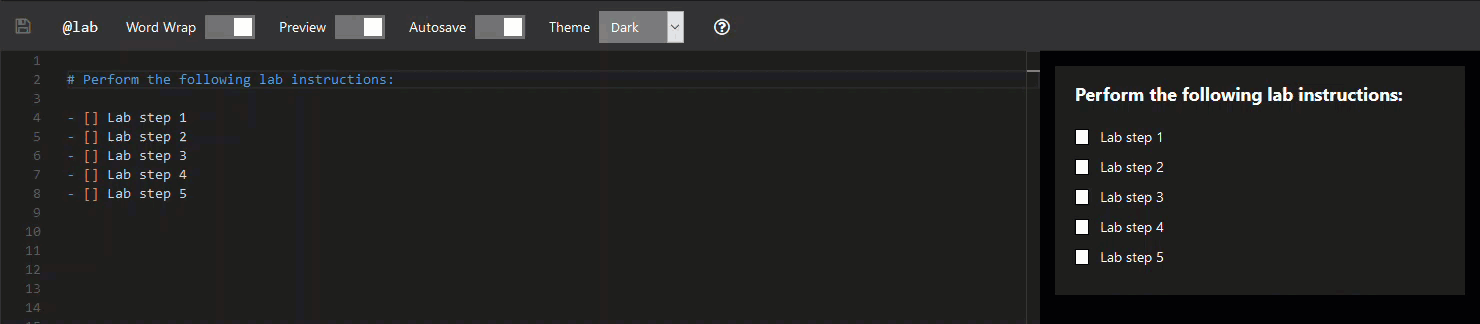 @lab Word Wrap Preview Autosave Theme Dark
1
2 # Perform the following lab instructions:
3
4 - [] Lab step 1
5 - [] Lab step 2
6 - [] Lab step 3
7 - [] Lab step 4
8 - [] Lab step 5
9
10
11
12
13
14
Perform the following lab instructions:
Lab step 1
Lab step 2
Lab step 3
Lab step 4
Lab step 5